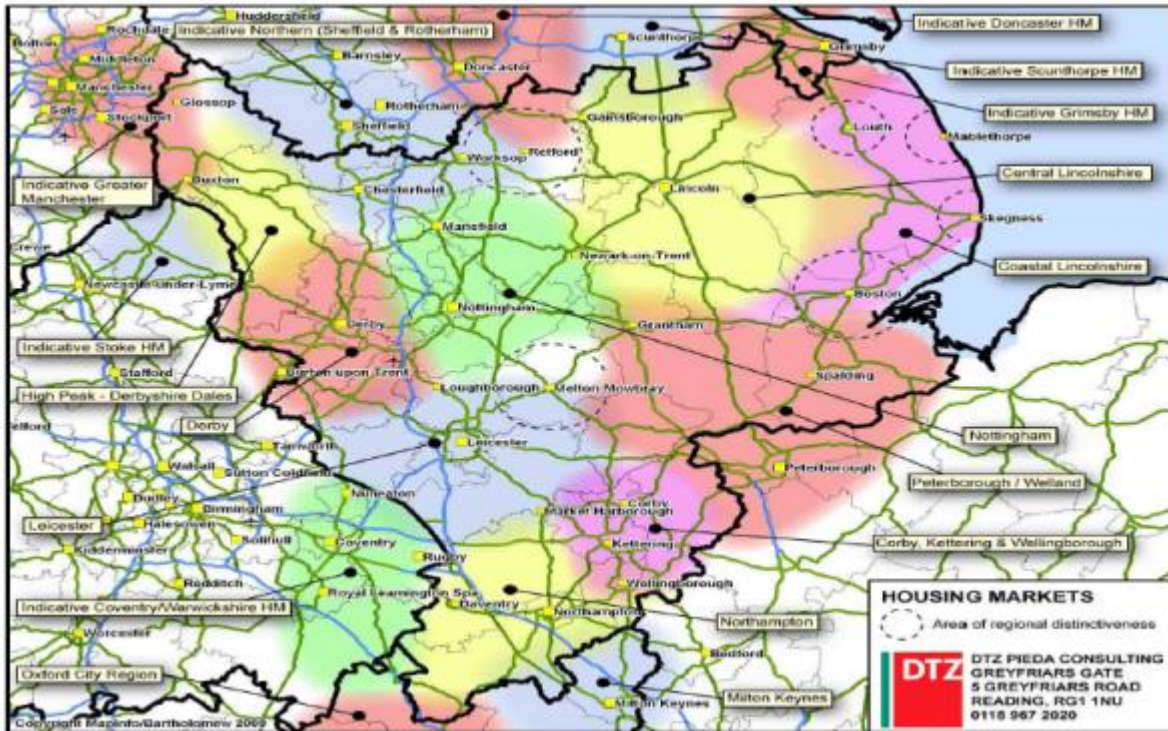 Huddersfield
Indicative Doncaster HM
Rochdale
Indicative Northern (Sheffield & Rotherham)
Bolton
Scunthorpe
Grimsby
Middleton
Barnsley
Doncaster
Indicative Scunthorpe HM
Manchester
Glossop
Rotherham
Indicative Grimsby HM
Sale
Stockport
Sheffield
Gainsborough
Louth
Mablethorpe
Worksop
Retford
Indicative Greater
Manchester
Buxton
Chesterfield
Lincoln
Central Lincolnshire
Mansfield
Skegness
Crewe
Newark-on-Trent
Coastal Lincolnshire
Newcastle-under-Lyme
Nottingham
Boston
Derby
Grantham
Indicative Stoke HM
Stafford
Burton upon Trent
Spalding
High Peak - Derbyshire Dales
Loughborough
Melton Mowbray
Derby
Nottingham
Tamworth
Leicester
Walsall
Sutton Coldfield
Peterborough
Peterborough / Welland
Dudley
Nuneaton
Leicester
Birmingham
Market Harborough
Corby
Halesowen
Solihull
Coventry
Kettering
Corby, Kettering & Wellingborough
Kidderminster
Rugby
Redditch
Royal Leamington Spa
Wellingborough
Indicative Coventry/Warwickshire HM
Daventry
Northampton
Northampton
Worcester
Bedford
Oxford City Region
Milton Keynes
Milton Keynes
Copyright MapInfo/Bartholomew
HOUSING MARKETS
Area of regional distinctiveness
DTZ
DTZ PIEDA CONSULTING
GREYFRIARS GATE
5 GREYFRIARS ROAD
READING, RG1 1NU
0118 967 2020